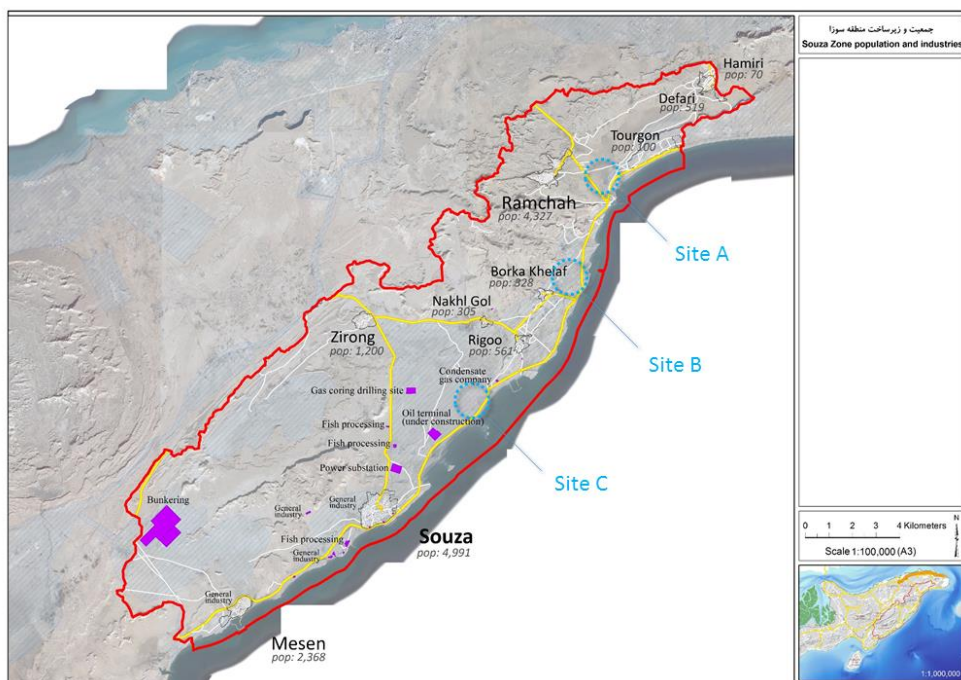 جمعیت و زیرساخت منطقه سوزا
Souza Zone population and industries
Hamiri
pop: 70
Defari
pop: 519
Tourgon
pop: 100
Ramchah
pop: 4,327
Site A
Borka Khelaf
pop: 328
Nakhl Gol
pop: 305
Zirong
pop: 1,200
Rigoo
pop: 561
Site B
Condensate
gas company
Gas coring drilling site
Oil terminal
(under construction)
Fish processing
Fish processing
Power substation
Site C
Bunkering
General
industry
General
industry
Souza
pop: 4,991
Fish processing
General
industry
General
industry
Mesen
pop: 2,368
0 1 2 3 4 Kilometers
N
Scale 1:100,000 (A3)
1:1,000,000